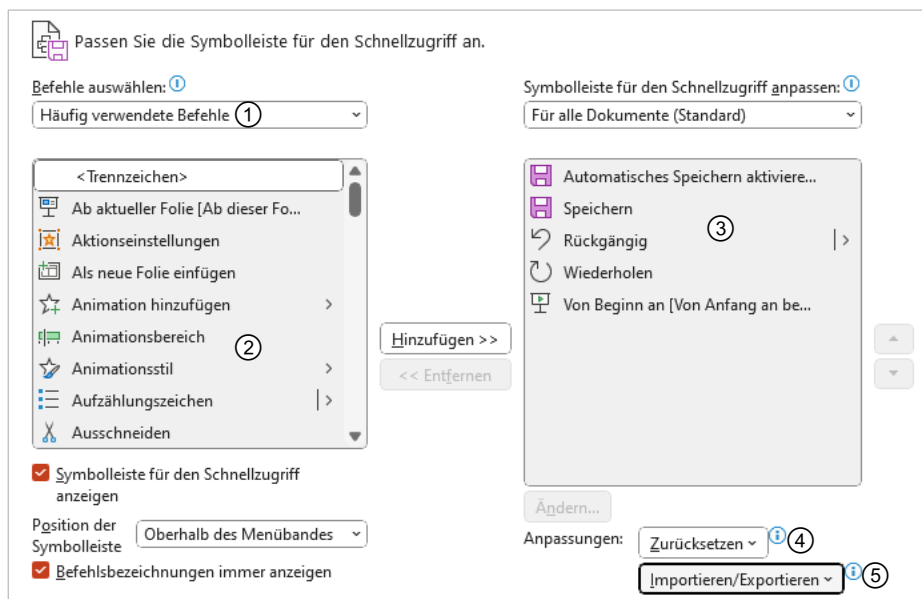 Passen Sie die Symbolleiste für den Schnellzugriff an.
Befehle auswählen:
Häufig verwendete Befehle ①
<Trennzeichen>
Ab aktueller Folie [Ab dieser Fo...
Aktionseinstellungen
Als neue Folie einfügen
Animation hinzufügen
Animationsbereich
②
Animationsstil
Aufzählungszeichen
Ausschneiden
Symbolleiste für den Schnellzugriff
anzeigen
Position der
Symbolleiste
Oberhalb des Menübandes
Befehlsbezeichnungen immer anzeigen
Hinzufügen >>
<< Entfernen
Symbolleiste für den Schnellzugriff anpassen:
Für alle Dokumente (Standard)
Automatisches Speichern aktiviere...
Speichern
③
Rückgängig
Wiederholen
Von Beginn an [Von Anfang an be...
Ändern...
Anpassungen:
Zurücksetzen
④
Importieren/Exportieren
⑤